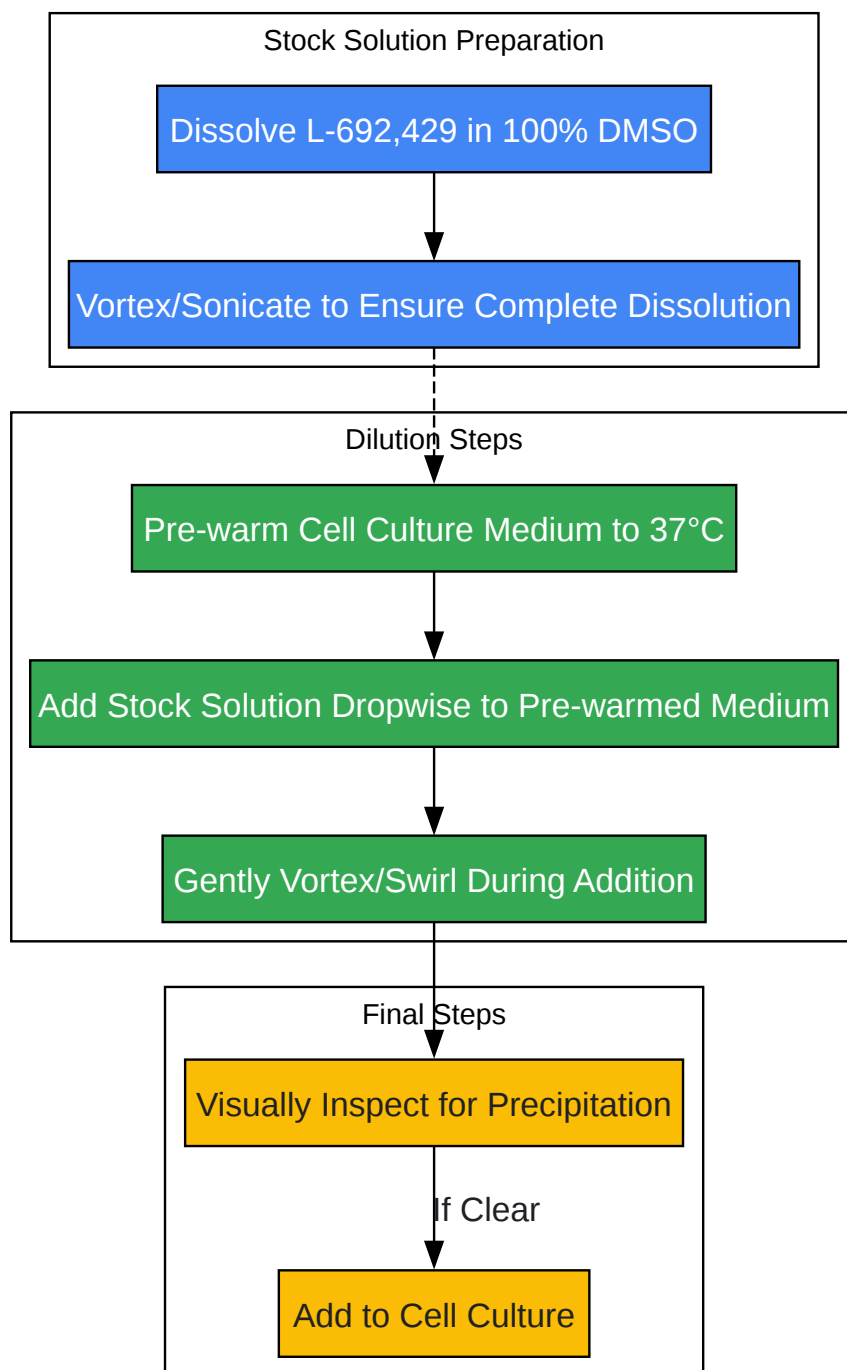 Stock Solution Preparation
Dissolve L-692,429 in 100% DMSO
Vortex/Sonicate to Ensure Complete Dissolution
Dilution Steps
Pre-warm Cell Culture Medium to 37°C
Add Stock Solution Dropwise to Pre-warmed Medium
Gently Vortex/Swirl During Addition
Final Steps
Visually Inspect for Precipitation
If Clear
Add to Cell Culture